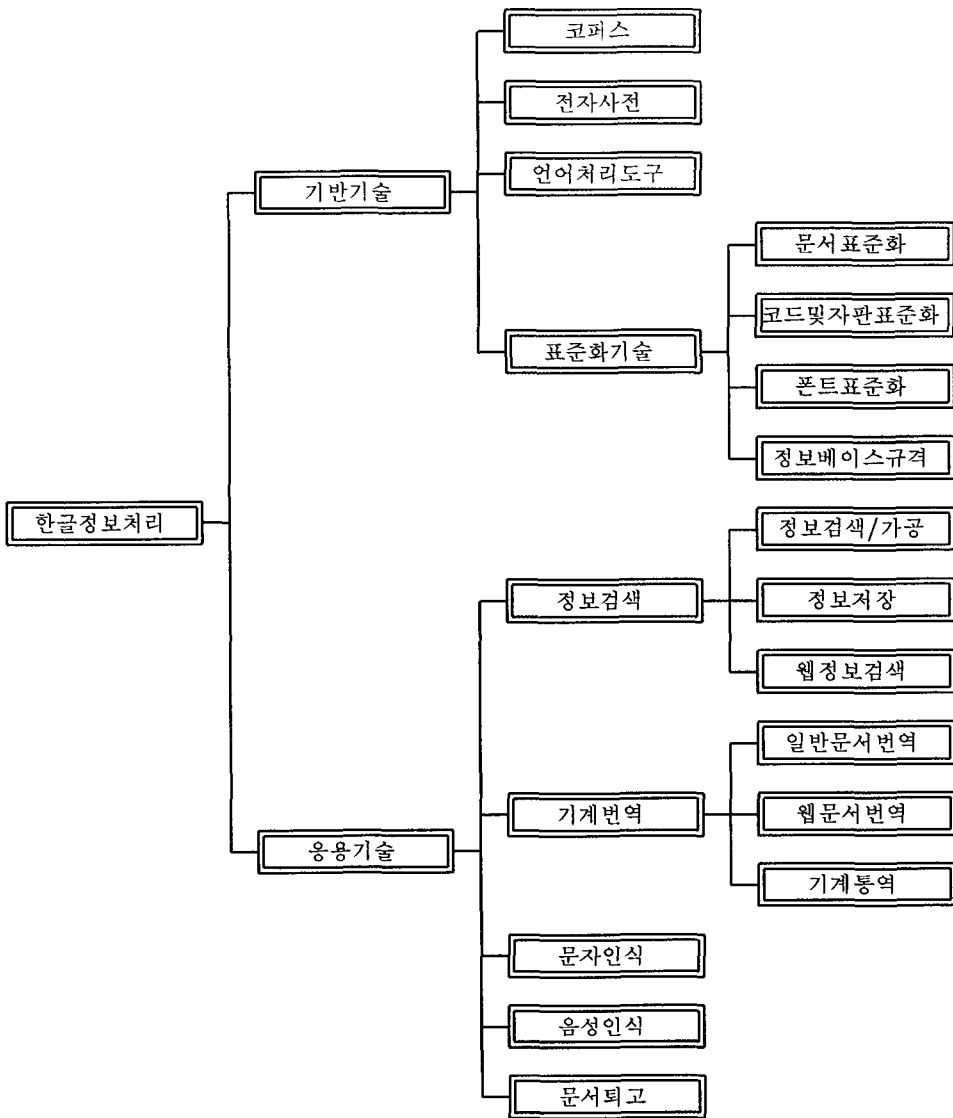 코퍼스
전자사전
언어처리도구
기반기술
문서표준화
코드및자판표준화
표준화기술
폰트표준화
정보베이스규격
한글정보처리
정보검색/가공
정보검색
정보저장
웹정보검색
일반문서번역
기계번역
웹문서번역
응용기술
기계통역
문자인식
음성인식
문서퇴고